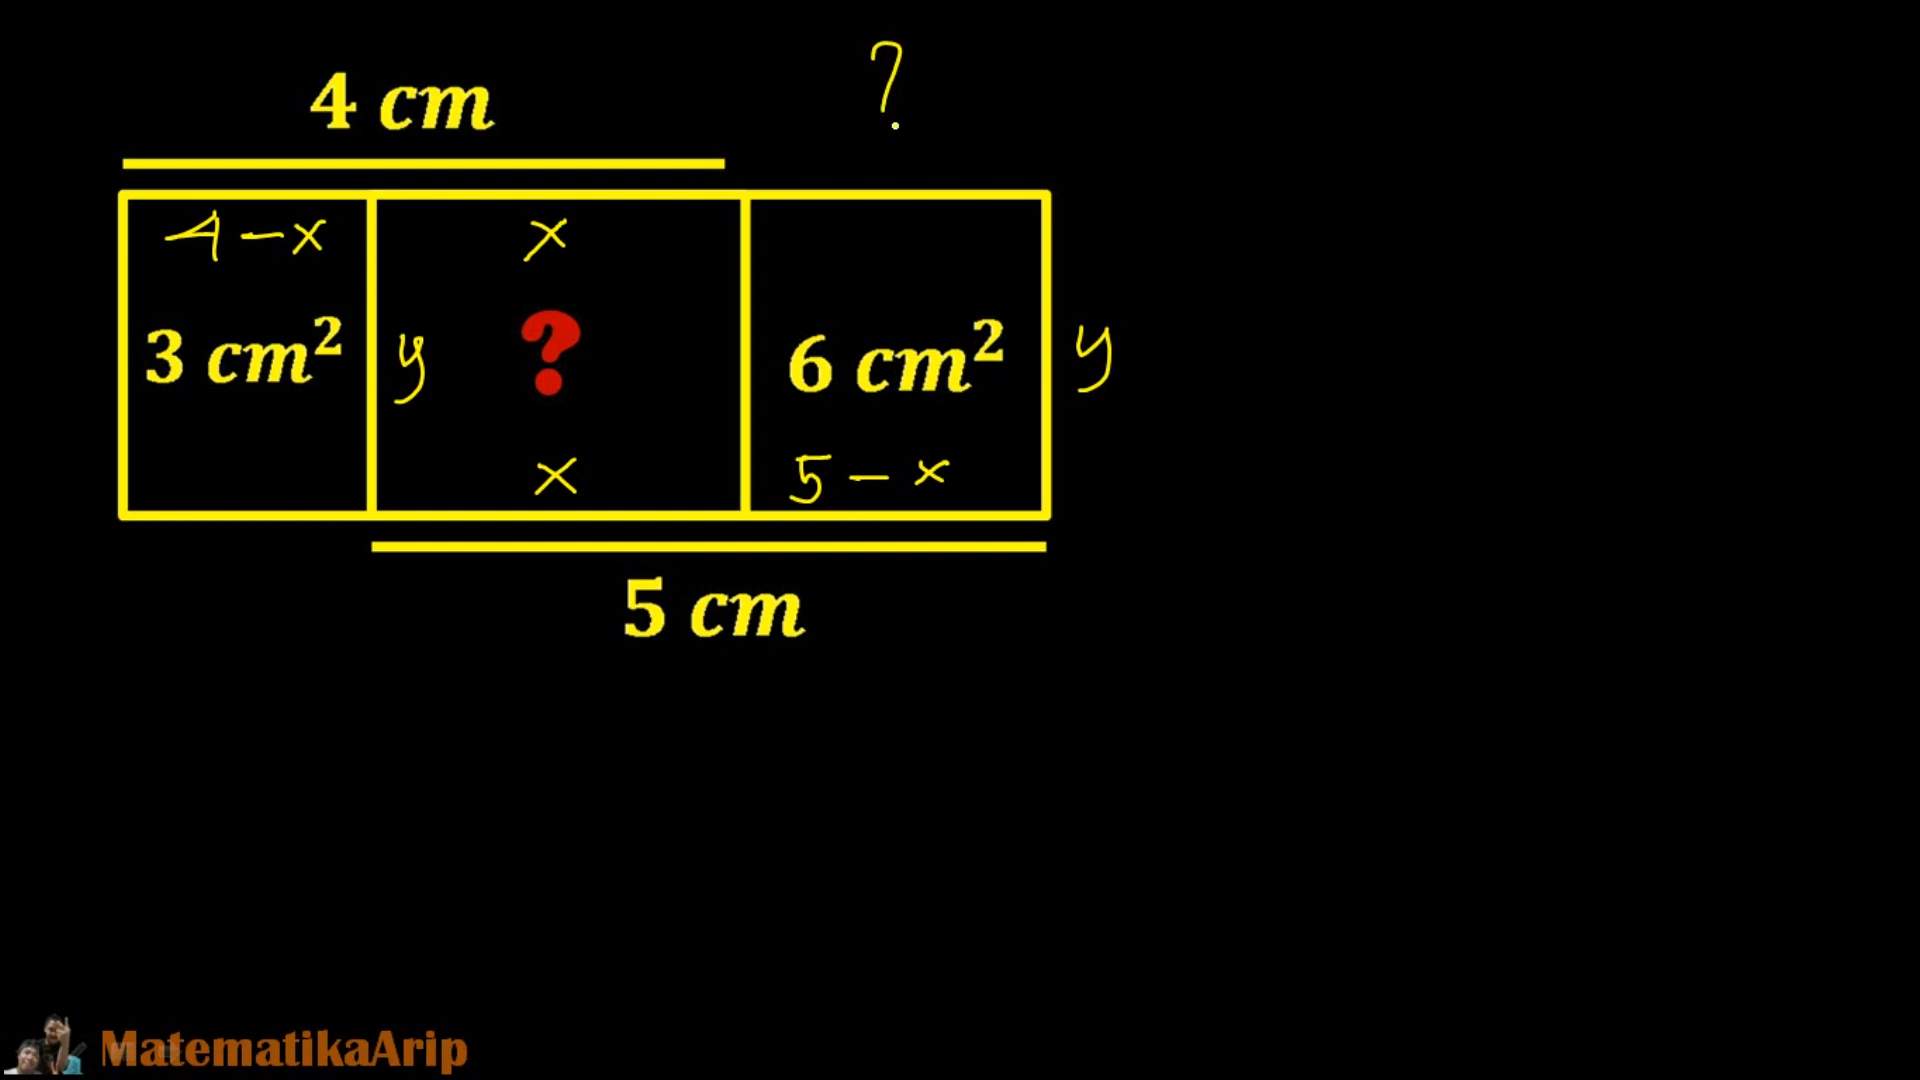 4 cm
?
4-x
x
3 cm²
y
?
6 cm²
y
x
5-x
5 cm
MatematikaArip